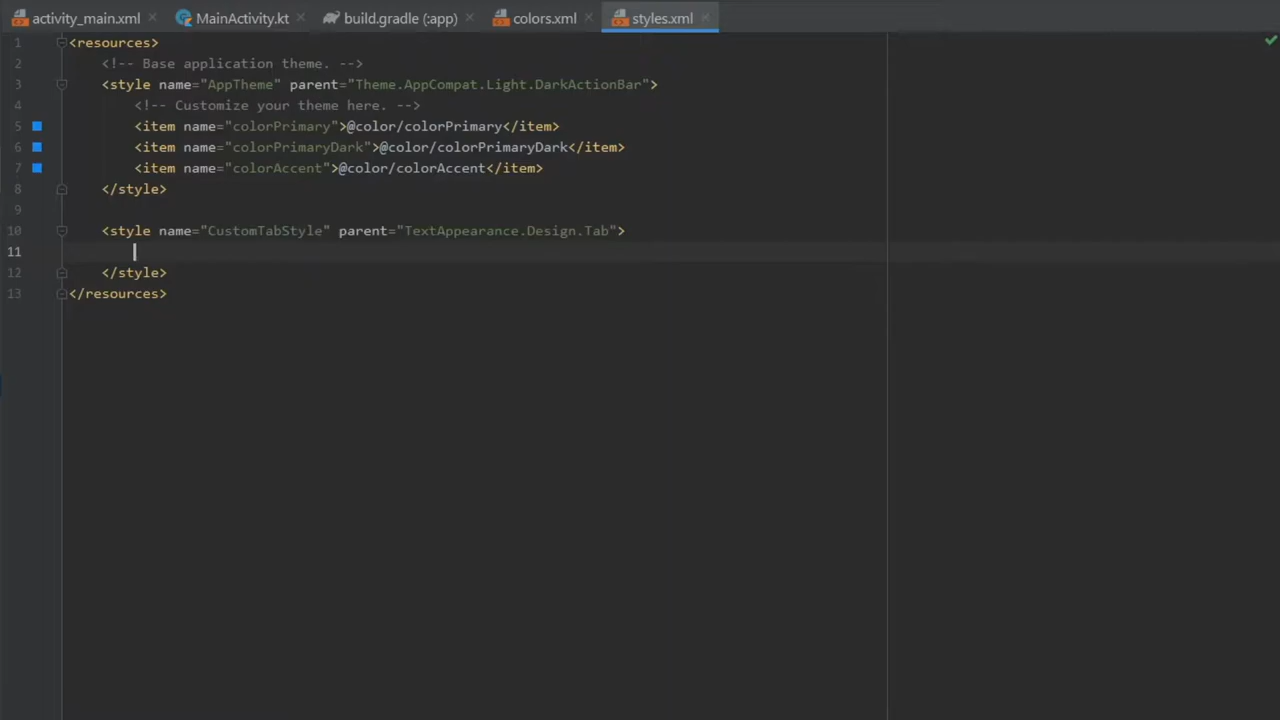 activity_main.xml MainActivity.kt build.gradle (:app) colors.xml styles.xml
1 <resources>
2 <!-- Base application theme. -->
3 <style name="AppTheme" parent="Theme.AppCompat.Light.DarkActionBar">
4 <!-- Customize your theme here. -->
5 <item name="colorPrimary">@color/colorPrimary</item>
6 <item name="colorPrimaryDark">@color/colorPrimaryDark</item>
7 <item name="colorAccent">@color/colorAccent</item>
8 </style>
9
10 <style name="CustomTabStyle" parent="TextAppearance.Design.Tab">
11
12 </style>
13 </resources>